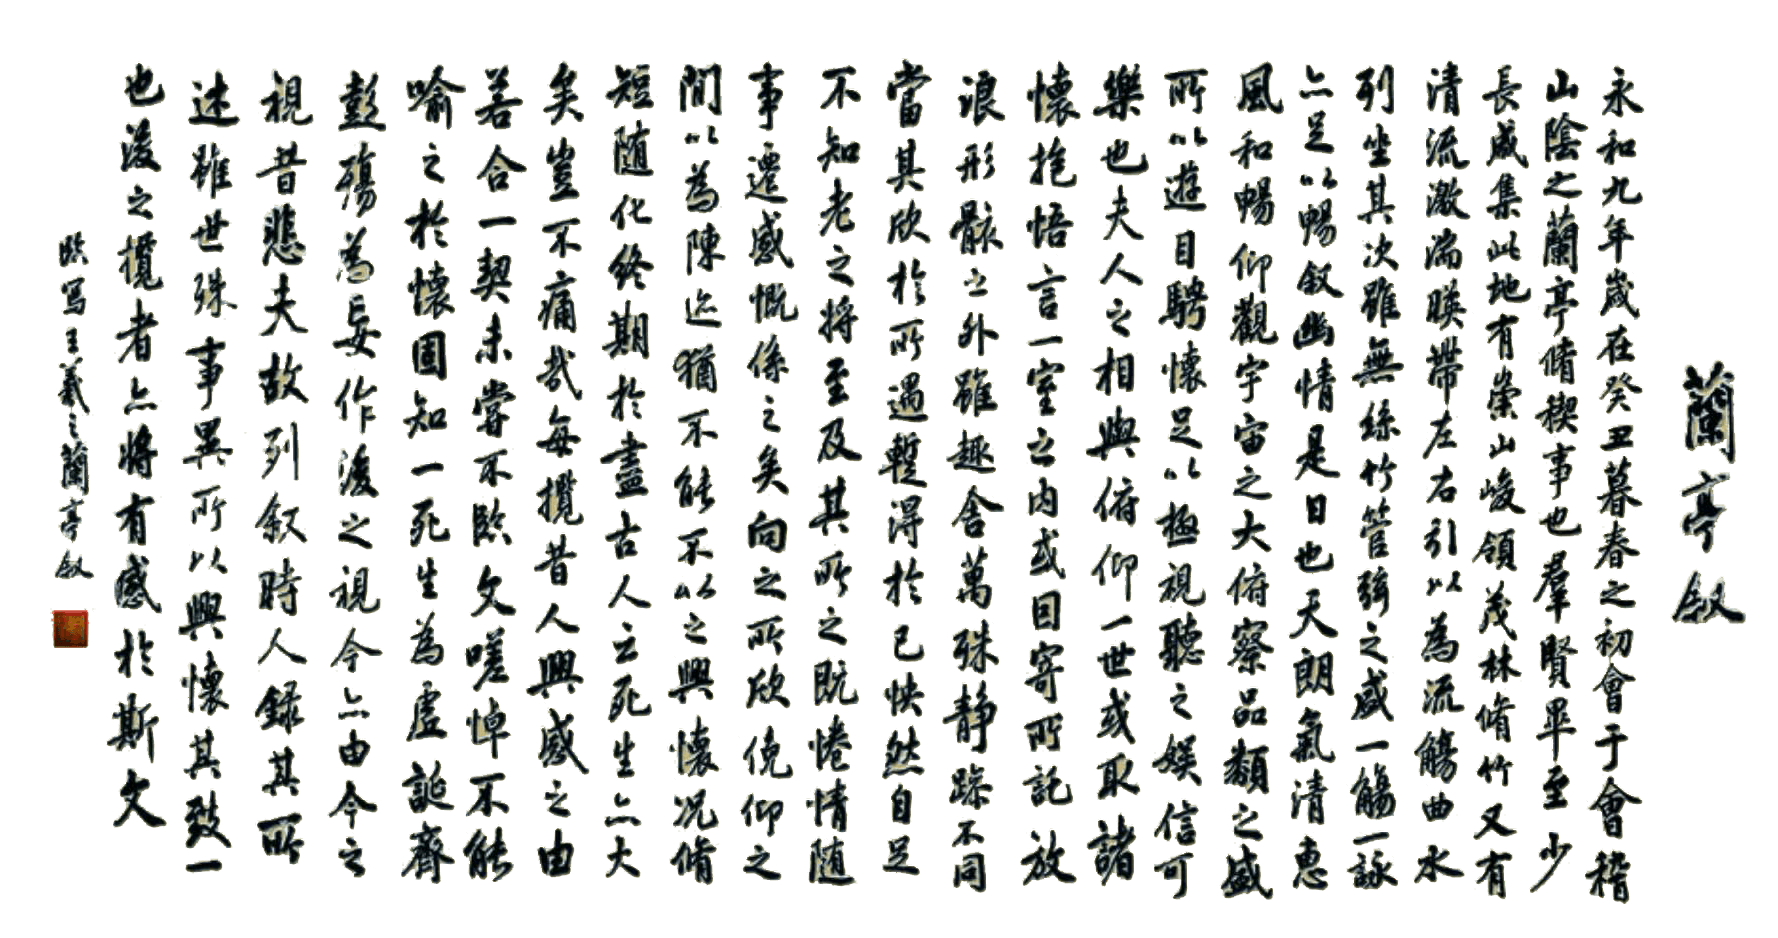 蘭亭叙
永和九年歲在癸丑暮春之初會于會稽
山陰之蘭亭脩稧事也羣賢畢至少
長咸集此地有崇山峻領茂林脩竹又有
清流激湍暎帶左右引以為流觴曲水
列坐其次雖無絲竹管弦之盛一觴一詠
亦足以暢叙幽情是日也天朗氣清惠
風和暢仰觀宇宙之大俯察品類之盛
所以遊目騁懷足以極視聽之娛信可
樂也夫人之相與俯仰一世或取諸
懷抱悟言一室之內或因寄所託放
浪形骸之外雖趣舍萬殊靜躁不同
當其欣於所遇暫得於己怏然自足
不知老之將至及其所之既惓情隨
事遷感慨係之矣向之所欣俛仰之
間以為陳迹猶不能不以之興懷況脩
短隨化終期於盡古人云死生亦大
矣豈不痛哉每攬昔人興感之由
若合一契未嘗不臨文嗟悼不能
喻之於懷固知一死生為虛誕齊
彭殤為妄作後之視今亦由今之
視昔悲夫故列叙時人錄其所
述雖世殊事異所以興懷其致一
也後之攬者亦將有感於斯文
臨寫王羲之蘭亭叙